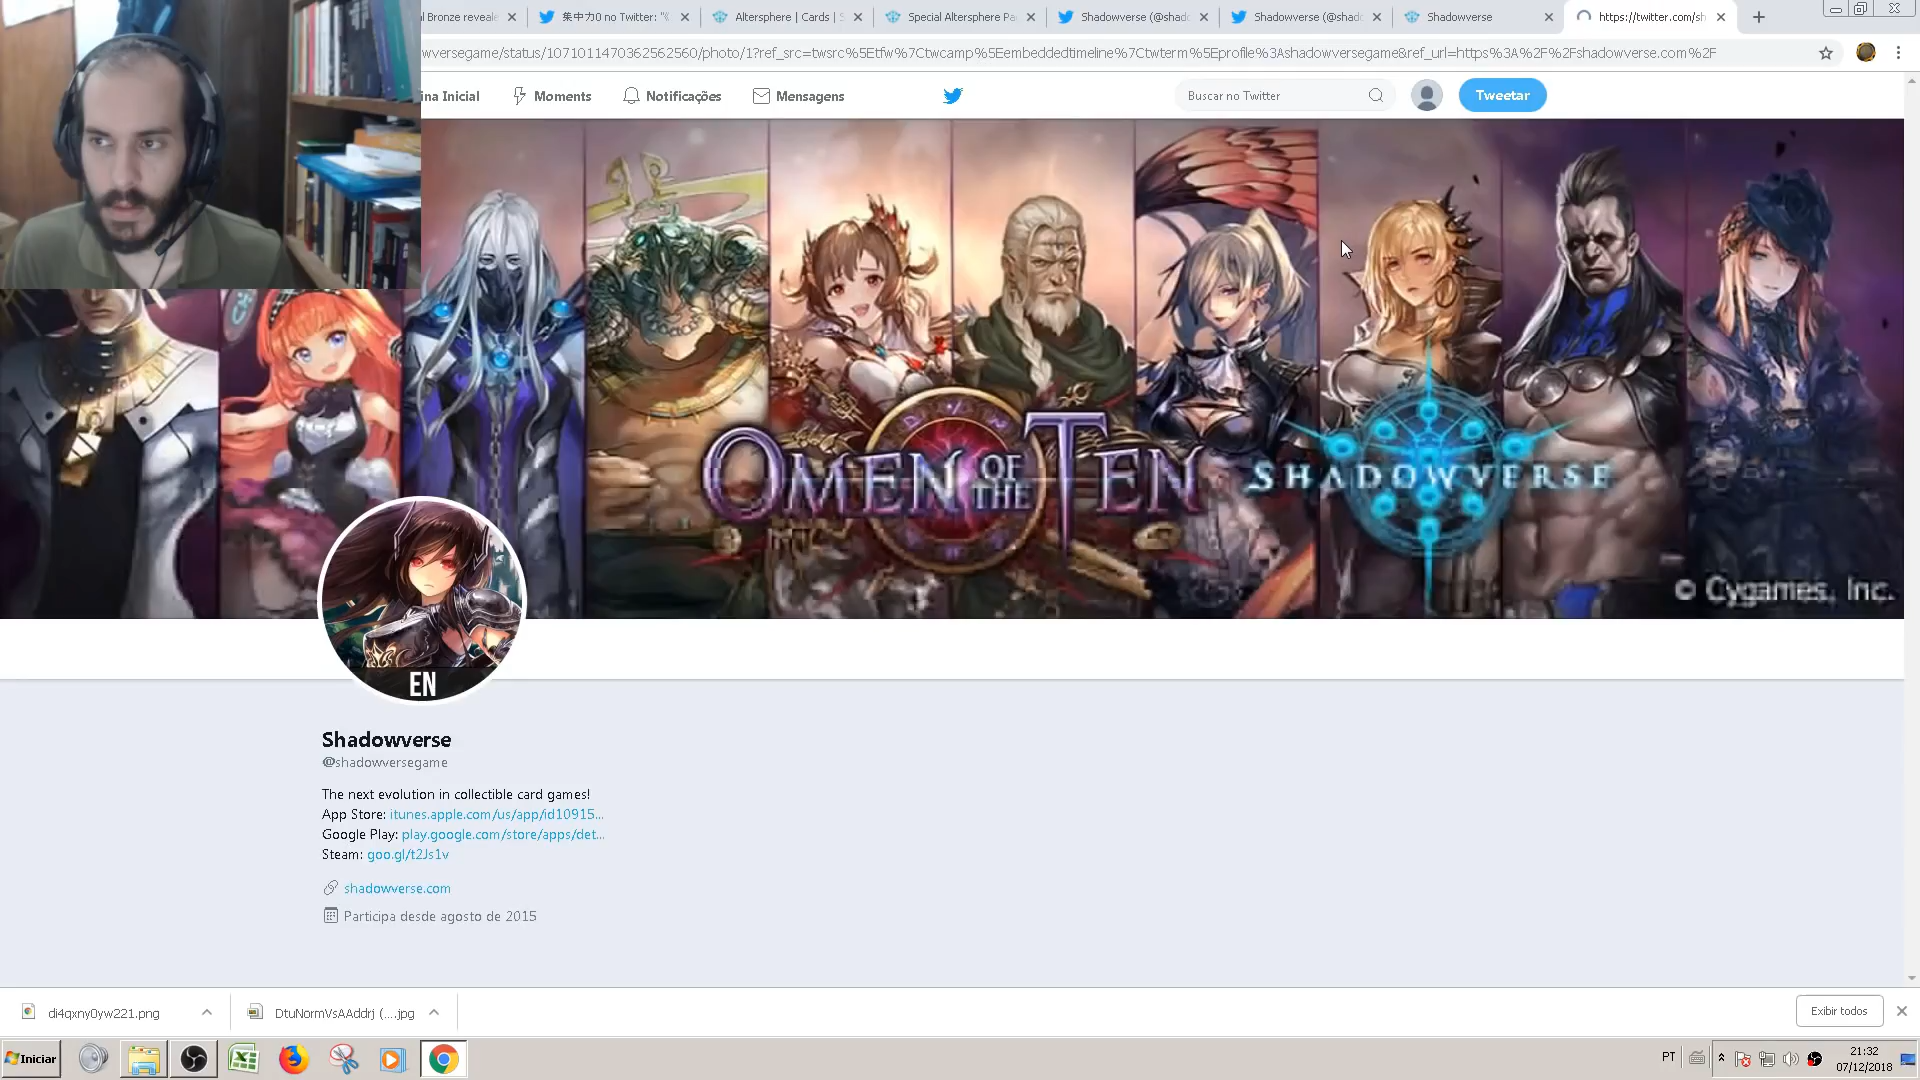 l Bronze reveale
集中力0 no Twitter: "
Altersphere | Cards | S
Special Altersphere Pa
Shadowverse (@shado
Shadowverse (@shado
Shadowverse
https://twitter.com/sh
wversegame/status/1071011470362562560/photo/1?ref_src=twsrc%5Etfw%7Ctwcamp%5Eembeddedtimeline%7Ctwterm%5Eprofile%3Ashadowversegame&ref_url=https%3A%2F%2Fshadowverse.com%2F
ina Inicial
Moments
Notificações
Mensagens
Buscar no Twitter
Tweetar
OMEN OF THE TEN
SHADOWVERSE
© Cygames, Inc.
EN
Shadowverse
@shadowversegame
The next evolution in collectible card games!
App Store: itunes.apple.com/us/app/id10915...
Google Play: play.google.com/store/apps/det...
Steam: goo.gl/t2Js1v
shadowverse.com
Participa desde agosto de 2015
di4qxny0yw221.png
DtuNormVsAAddrj (....jpg
Exibir todos
Iniciar
PT
21:32
07/12/2018